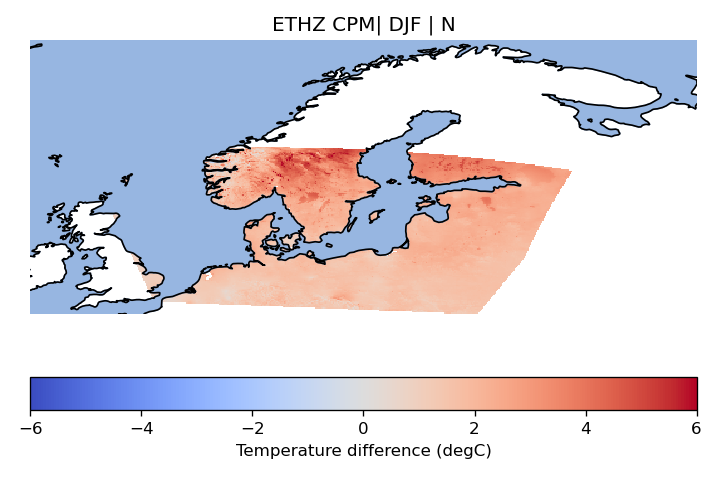 ETHZ CPM| DJF | N
−6 −4 −2 0 2 4 6
Temperature difference (degC)